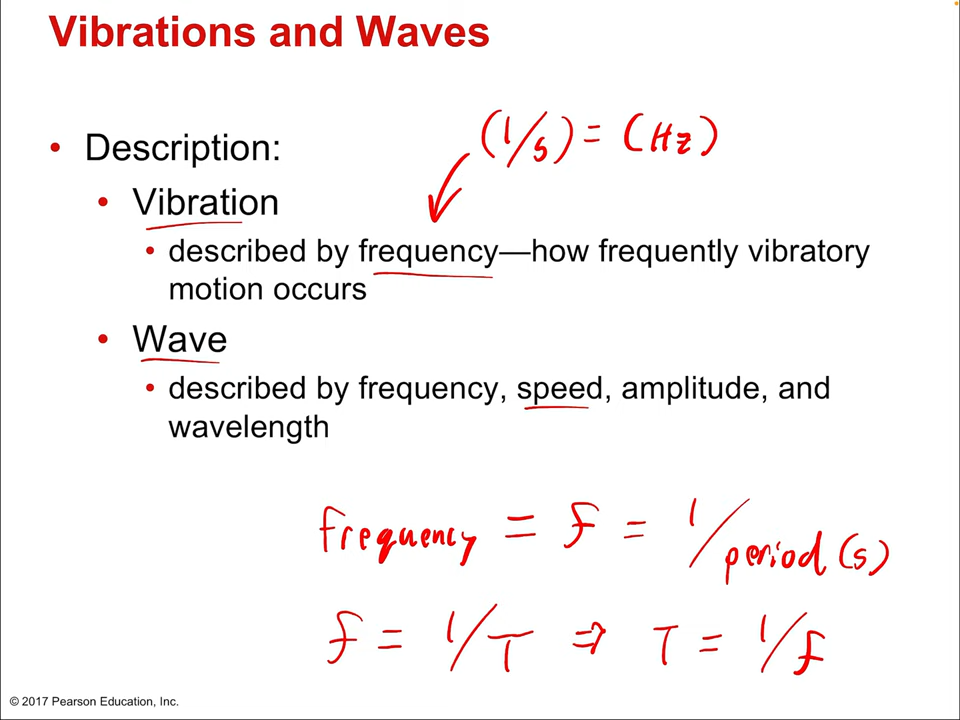 Vibrations and Waves
• Description:
(1/s) = (Hz)
• Vibration
• described by frequency—how frequently vibratory
motion occurs
• Wave
• described by frequency, speed, amplitude, and
wavelength
frequency = f = 1/period (s)
f = 1/T ⇒ T = 1/f
© 2017 Pearson Education, Inc.